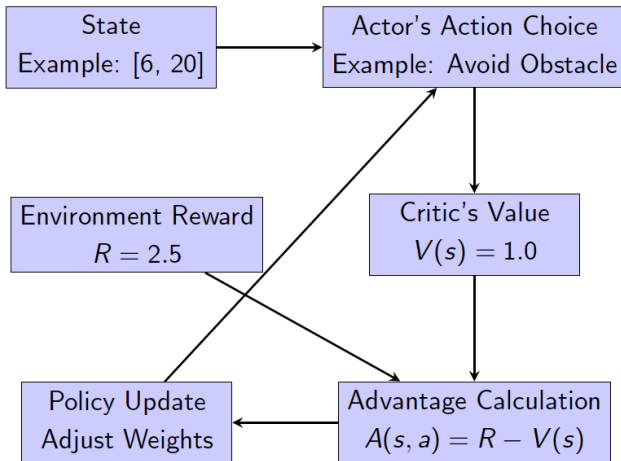 State
Example: [6, 20]
Actor's Action Choice
Example: Avoid Obstacle
Environment Reward
R = 2.5
Critic's Value
V(s) = 1.0
Policy Update
Adjust Weights
Advantage Calculation
A(s, a) = R − V(s)